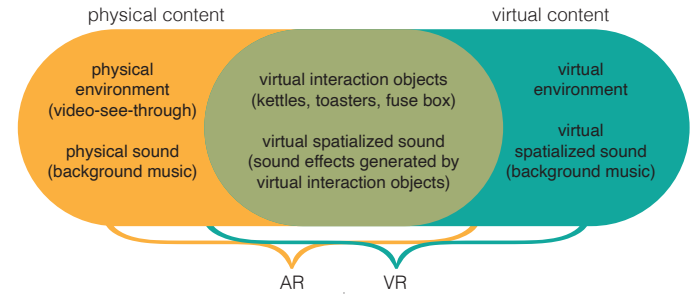 physical content
virtual content
physical
environment
(video-see-through)
physical sound
(background music)
virtual interaction objects
(kettles, toasters, fuse box)
virtual spatialized sound
(sound effects generated by
virtual interaction objects)
virtual
environment
virtual
spatialized sound
(background music)
AR
VR